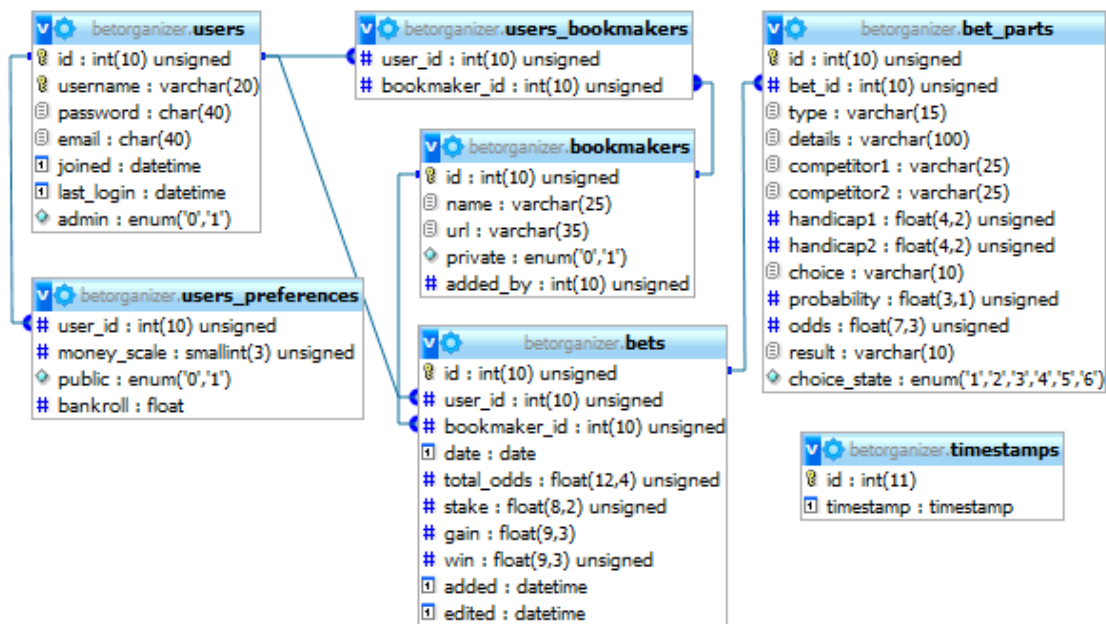 betorganizer.users
id : int(10) unsigned
username : varchar(20)
password : char(40)
email : char(40)
joined : datetime
last_login : datetime
admin : enum('0','1')
betorganizer.users_preferences
user_id : int(10) unsigned
money_scale : smallint(3) unsigned
public : enum('0','1')
bankroll : float
betorganizer.users_bookmakers
user_id : int(10) unsigned
bookmaker_id : int(10) unsigned
betorganizer.bookmakers
id : int(10) unsigned
name : varchar(25)
url : varchar(35)
private : enum('0','1')
added_by : int(10) unsigned
betorganizer.bets
id : int(10) unsigned
user_id : int(10) unsigned
bookmaker_id : int(10) unsigned
date : date
total_odds : float(12,4) unsigned
stake : float(8,2) unsigned
gain : float(9,3)
win : float(9,3) unsigned
added : datetime
edited : datetime
betorganizer.bet_parts
id : int(10) unsigned
bet_id : int(10) unsigned
type : varchar(15)
details : varchar(100)
competitor1 : varchar(25)
competitor2 : varchar(25)
handicap1 : float(4,2) unsigned
handicap2 : float(4,2) unsigned
choice : varchar(10)
probability : float(3,1) unsigned
odds : float(7,3) unsigned
result : varchar(10)
choice_state : enum('1','2','3','4','5','6')
betorganizer.timestamps
id : int(11)
timestamp : timestamp